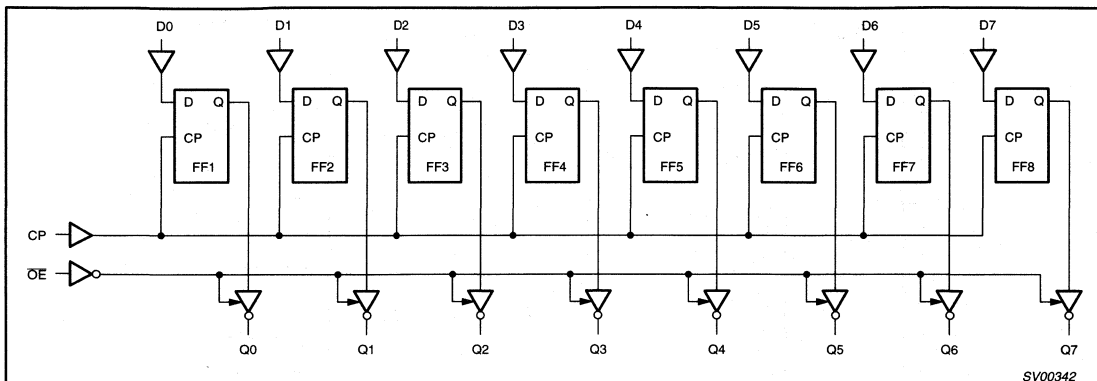 D0 D1 D2 D3 D4 D5 D6 D7
D Q D Q D Q D Q D Q D Q D Q D Q
CP CP CP CP CP CP CP CP
FF1 FF2 FF3 FF4 FF5 FF6 FF7 FF8
CP
O̅E̅
Q0 Q1 Q2 Q3 Q4 Q5 Q6 Q7
SV00342